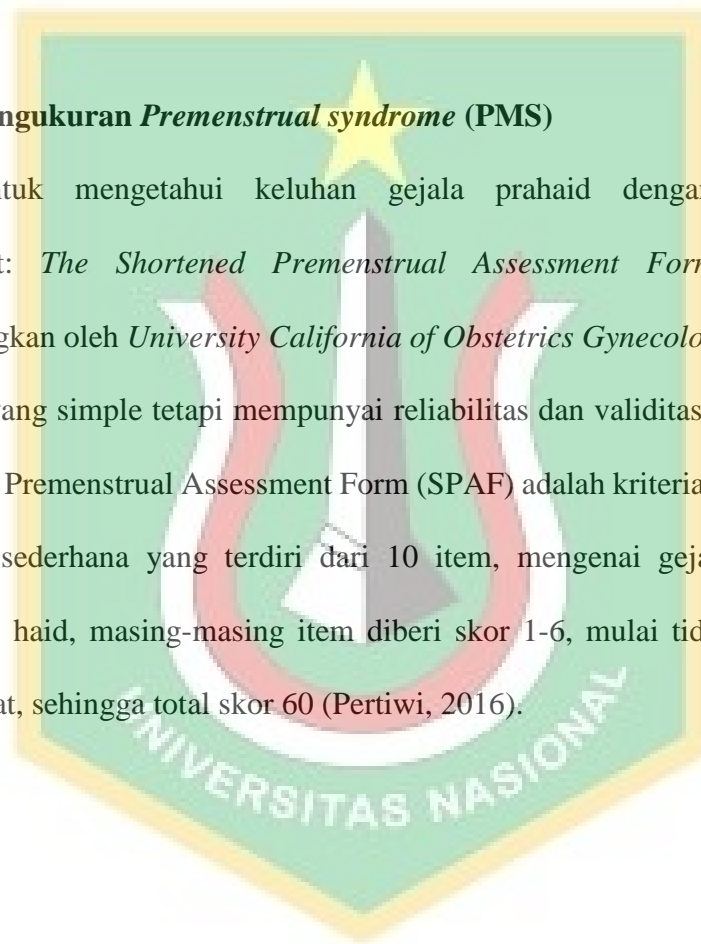 ngukuran Premenstrual syndrome (PMS)
tuk mengetahui keluhan gejala prahaid dengan
t: The Shortened Premenstrual Assessment Form
gkan oleh University California of Obstetrics Gynecolo
yang simple tetapi mempunyai reliabilitas dan validitas
Premenstrual Assessment Form (SPAF) adalah kriteria
sederhana yang terdiri dari 10 item, mengenai geja
haid, masing-masing item diberi skor 1-6, mulai tid
at, sehingga total skor 60 (Pertiwi, 2016).
UNIVERSITAS NASIONAL